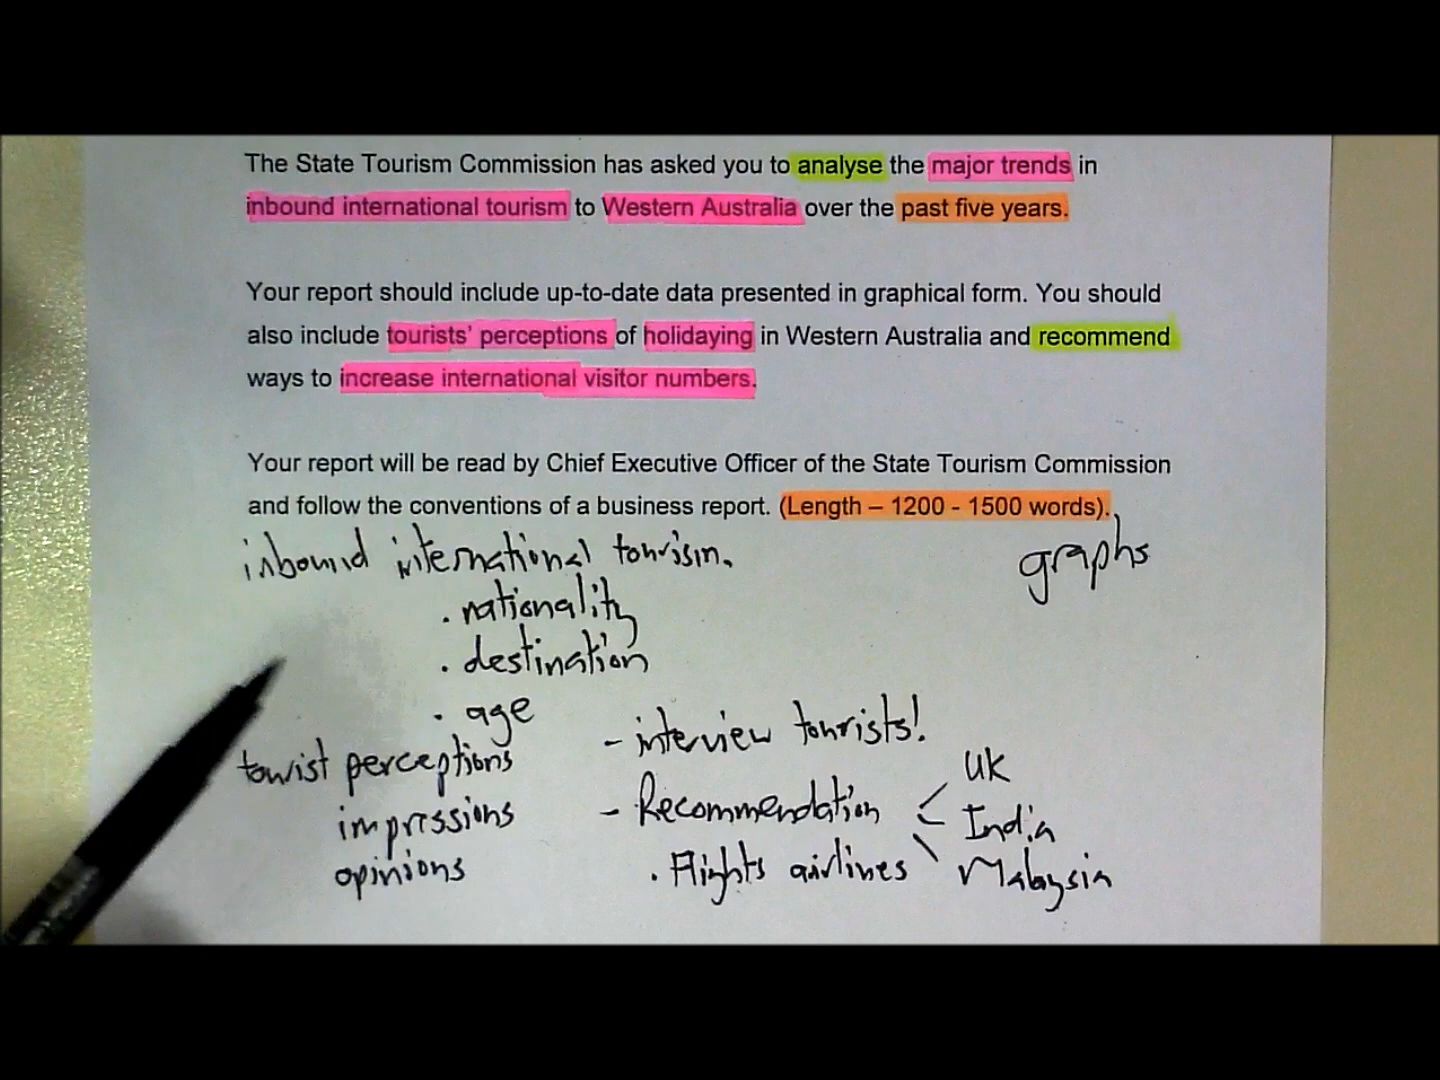 The State Tourism Commission has asked you to analyse the major trends in
inbound international tourism to Western Australia over the past five years.
Your report should include up-to-date data presented in graphical form. You should
also include tourists' perceptions of holidaying in Western Australia and recommend
ways to increase international visitor numbers.
Your report will be read by Chief Executive Officer of the State Tourism Commission
and follow the conventions of a business report. (Length – 1200 - 1500 words).
inbound international tourism.
graphs
. nationality
. destination
. age
tourist perceptions
impressions
opinions
- interview tourists!
- Recommendation
. Flights airlines
UK
India
Malaysia